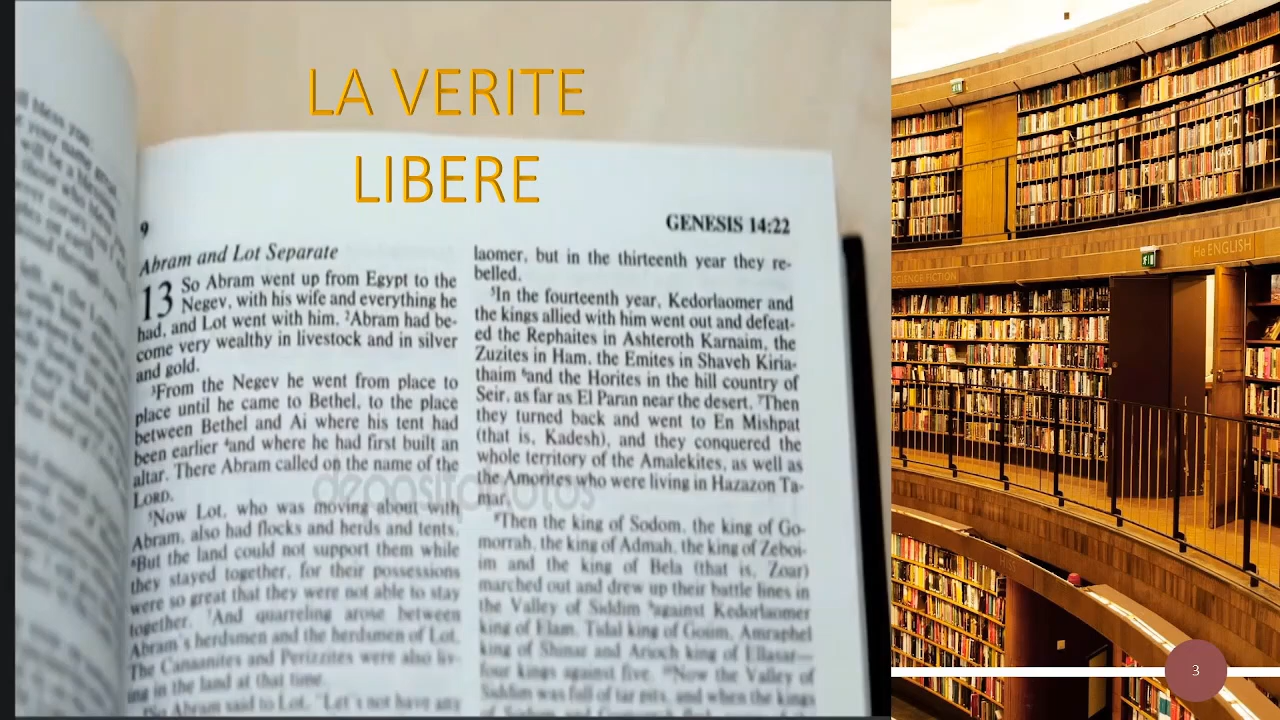 LA VERITE
LIBERE
9
GENESIS 14:22
Abram and Lot Separate
13 So Abram went up from Egypt to the
Negev, with his wife and everything he
had, and Lot went with him. ²Abram had be-
come very wealthy in livestock and in silver
and gold.
³From the Negev he went from place to
place until he came to Bethel, to the place
between Bethel and Ai where his tent had
been earlier ⁴and where he had first built an
altar. There Abram called on the name of the
LORD.
⁵Now Lot, who was moving about with
Abram, also had flocks and herds and tents.
⁶But the land could not support them while
they stayed together, for their possessions
were so great that they were not able to stay
together. ⁷And quarreling arose between
Abram's herdsmen and the herdsmen of Lot.
The Canaanites and Perizzites were also liv-
ing in the land at that time.
⁸So Abram said to Lot, "Let's not have any
laomer, but in the thirteenth year they re-
belled.
⁵In the fourteenth year, Kedorlaomer and
the kings allied with him went out and defeat-
ed the Rephaites in Ashteroth Karnaim, the
Zuzites in Ham, the Emites in Shaveh Kiria-
thaim ⁶and the Horites in the hill country of
Seir, as far as El Paran near the desert. ⁷Then
they turned back and went to En Mishpat
(that is, Kadesh), and they conquered the
whole territory of the Amalekites, as well as
the Amorites who were living in Hazazon Ta-
mar.
⁸Then the king of Sodom, the king of Go-
morrah, the king of Admah, the king of Zeboi-
im and the king of Bela (that is, Zoar)
marched out and drew up their battle lines in
the Valley of Siddim ⁹against Kedorlaomer
king of Elam, Tidal king of Goiim, Amraphel
king of Shinar and Arioch king of Ellasar—
four kings against five. ¹⁰Now the Valley of
Siddim was full of tar pits, and when the kings
depositphotos
He ENGLISH
SCIENCE FICTION
3